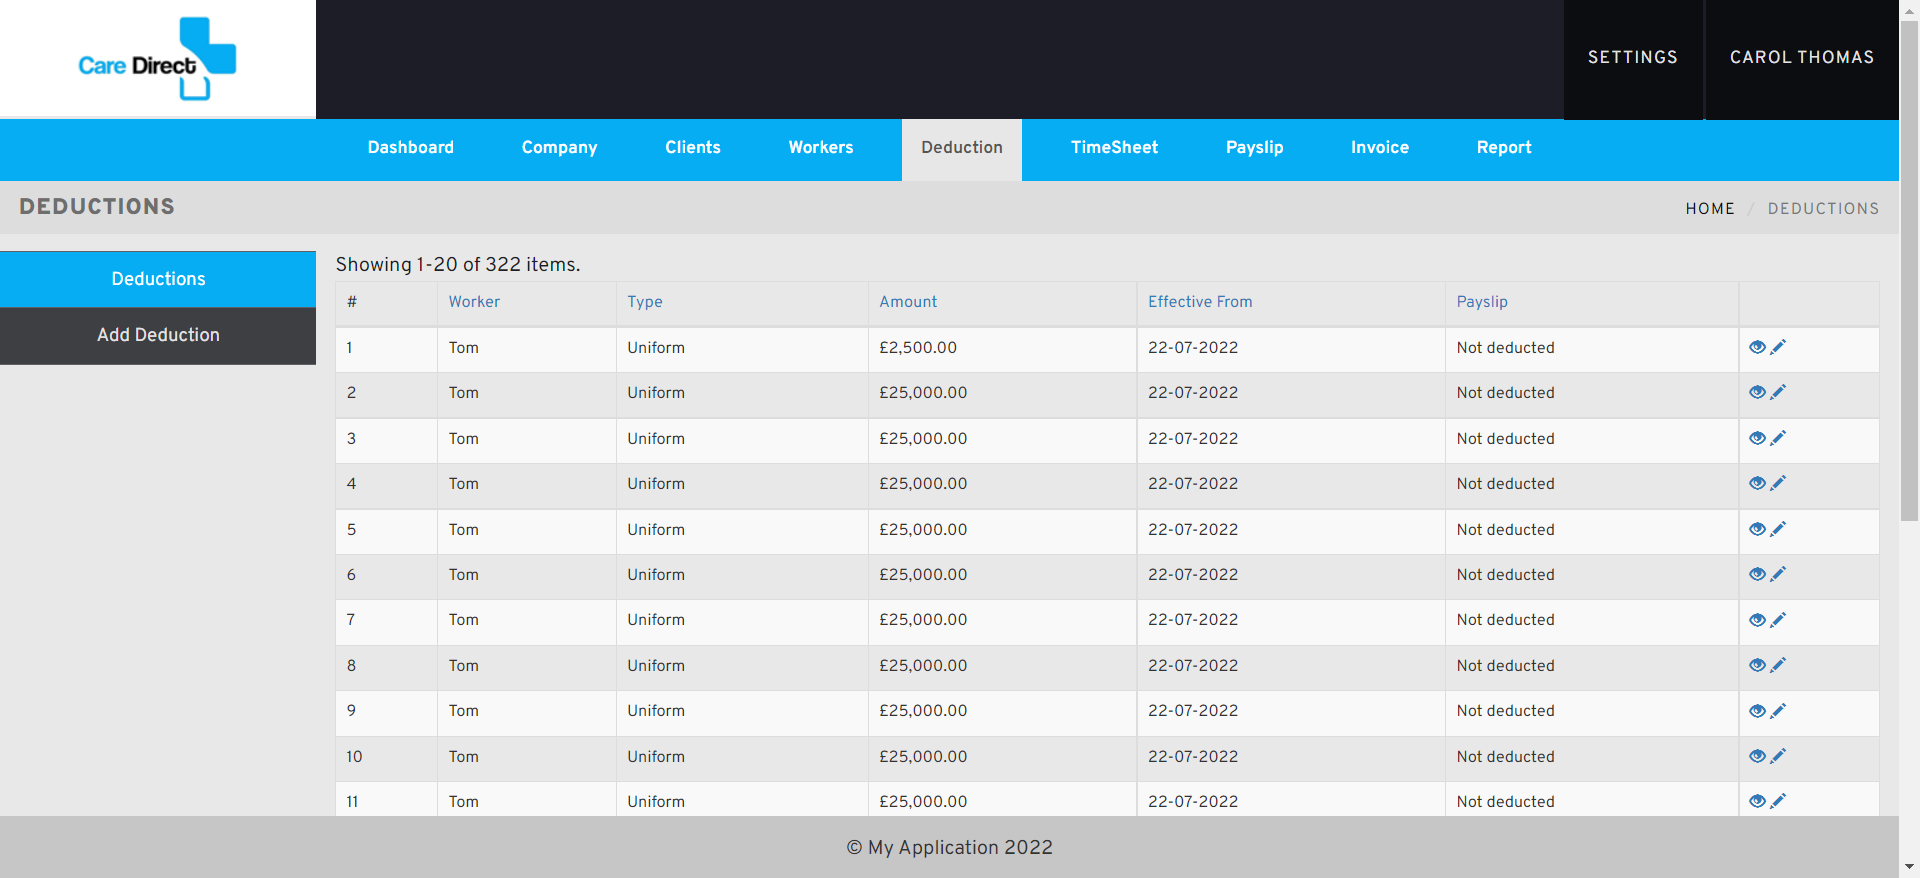 Care Direct
SETTINGS CAROL THOMAS
Dashboard Company Clients Workers Deduction TimeSheet Payslip Invoice Report
DEDUCTIONS
HOME / DEDUCTIONS
Deductions
Add Deduction
Showing 1-20 of 322 items.
# Worker Type Amount Effective From Payslip
1 Tom Uniform £2,500.00 22-07-2022 Not deducted
2 Tom Uniform £25,000.00 22-07-2022 Not deducted
3 Tom Uniform £25,000.00 22-07-2022 Not deducted
4 Tom Uniform £25,000.00 22-07-2022 Not deducted
5 Tom Uniform £25,000.00 22-07-2022 Not deducted
6 Tom Uniform £25,000.00 22-07-2022 Not deducted
7 Tom Uniform £25,000.00 22-07-2022 Not deducted
8 Tom Uniform £25,000.00 22-07-2022 Not deducted
9 Tom Uniform £25,000.00 22-07-2022 Not deducted
10 Tom Uniform £25,000.00 22-07-2022 Not deducted
11 Tom Uniform £25,000.00 22-07-2022 Not deducted
© My Application 2022